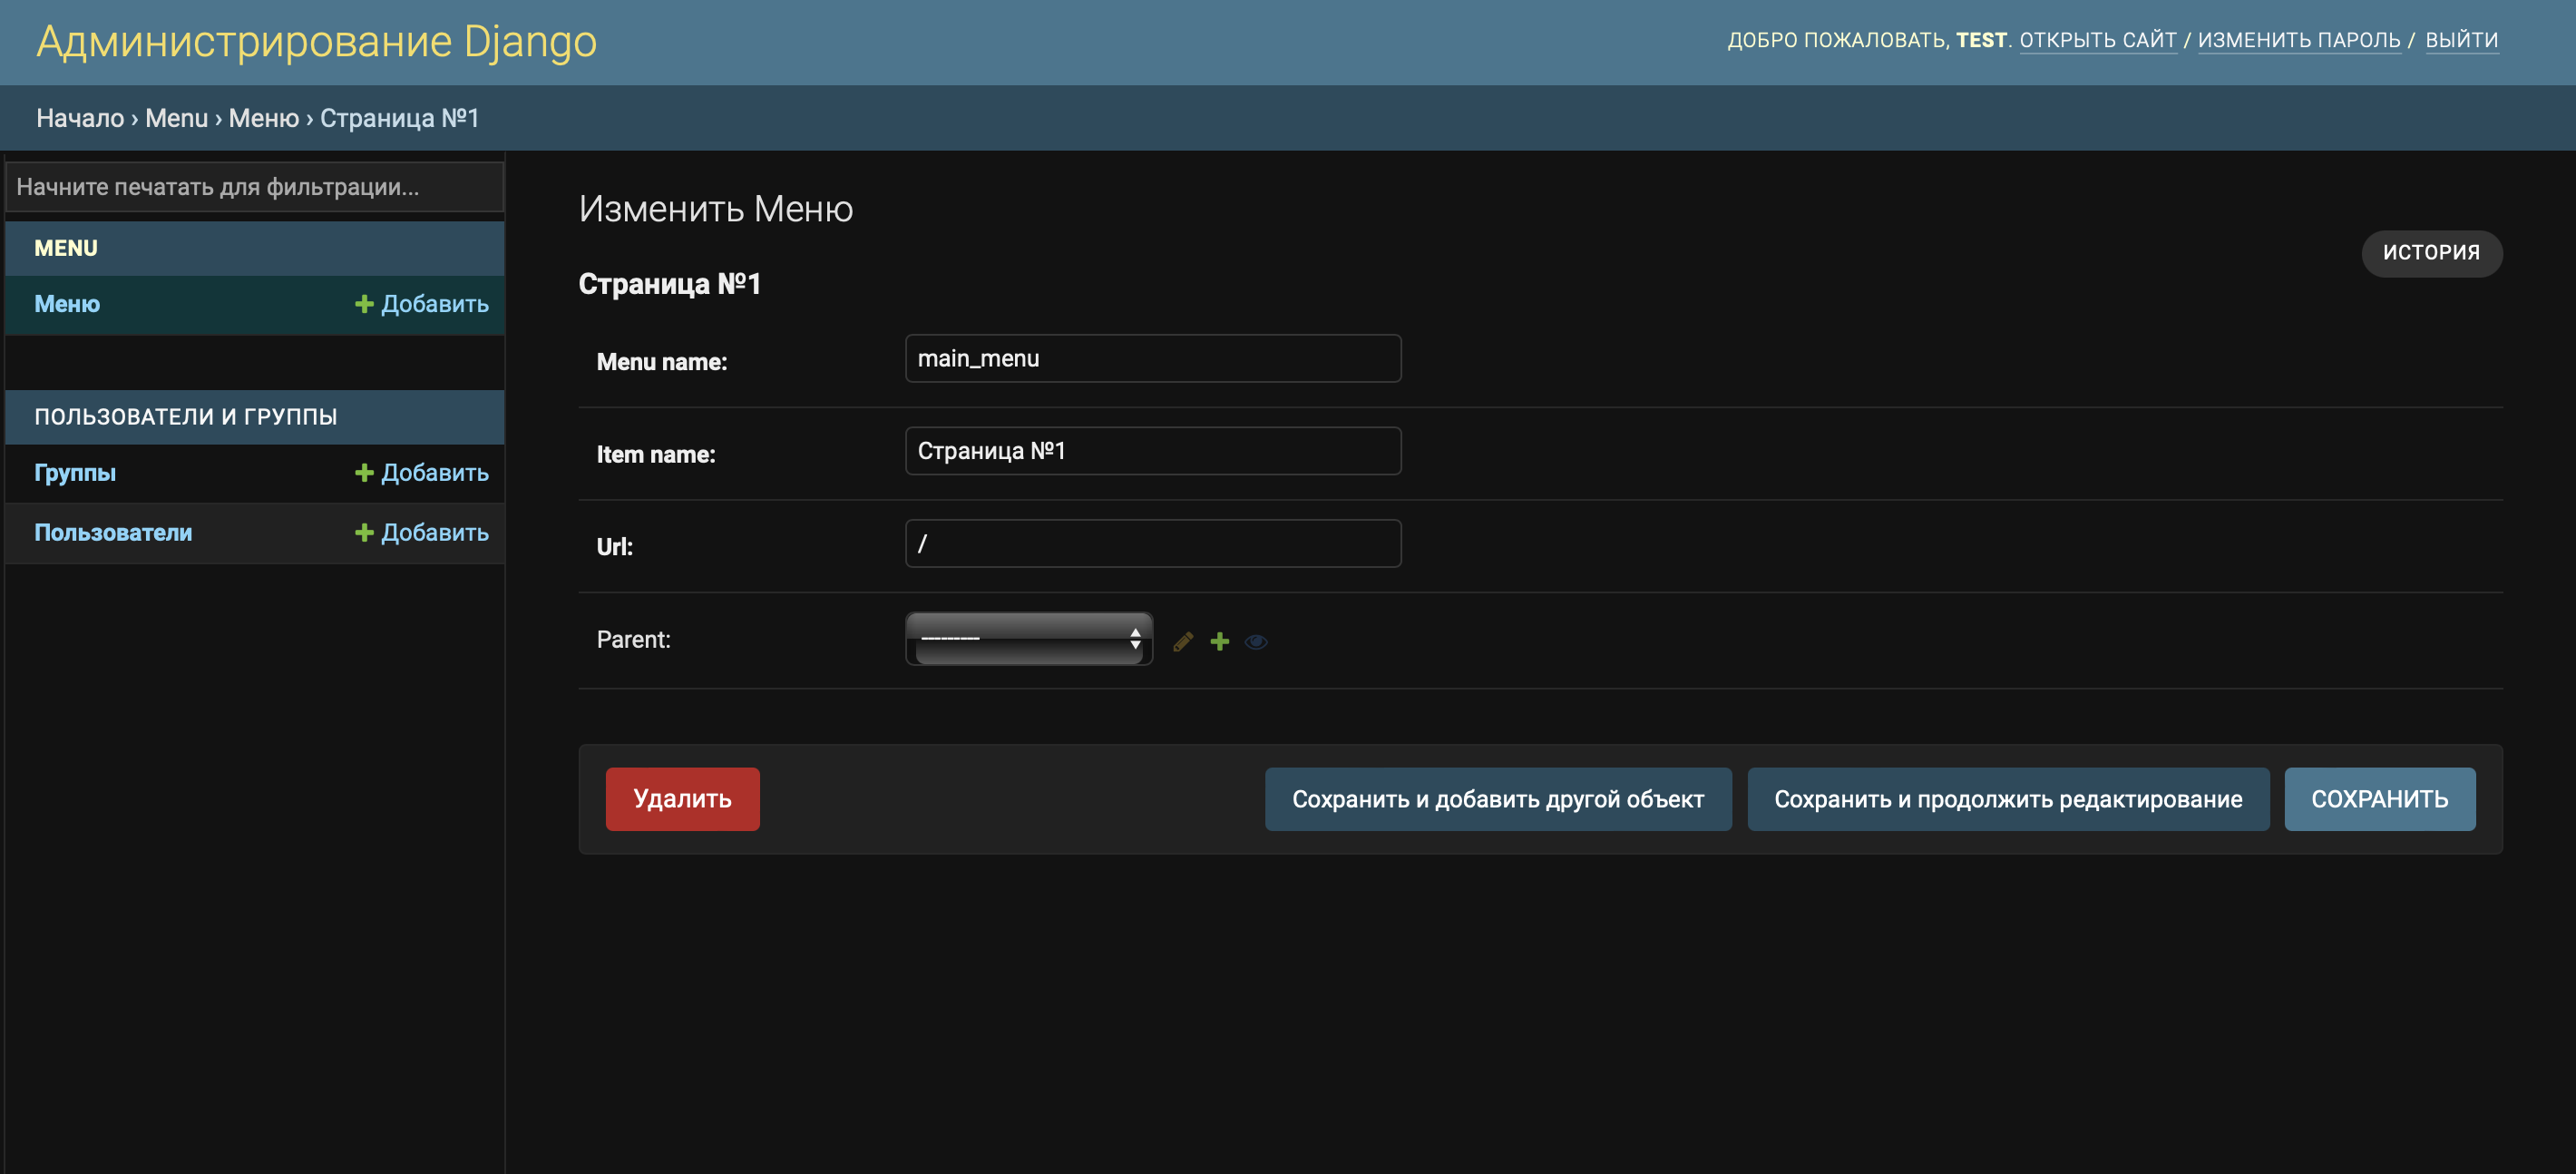 Администрирование Django
ДОБРО ПОЖАЛОВАТЬ, TEST. ОТКРЫТЬ САЙТ / ИЗМЕНИТЬ ПАРОЛЬ / ВЫЙТИ
Начало › Menu › Меню › Страница №1
Начните печатать для фильтрации...
MENU
Меню
Добавить
ПОЛЬЗОВАТЕЛИ И ГРУППЫ
Группы
Добавить
Пользователи
Добавить
Изменить Меню
ИСТОРИЯ
Страница №1
Menu name:
main_menu
Item name:
Страница №1
Url:
/
Parent:
---------
Удалить
Сохранить и добавить другой объект
Сохранить и продолжить редактирование
СОХРАНИТЬ